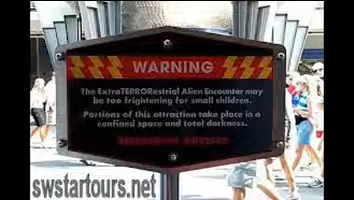 WARNING
The ExtraTERRORestrial Alien Encounter may
be too frightening for small children.
Portions of this attraction take place in a
confined space and total darkness.
swstartours.net